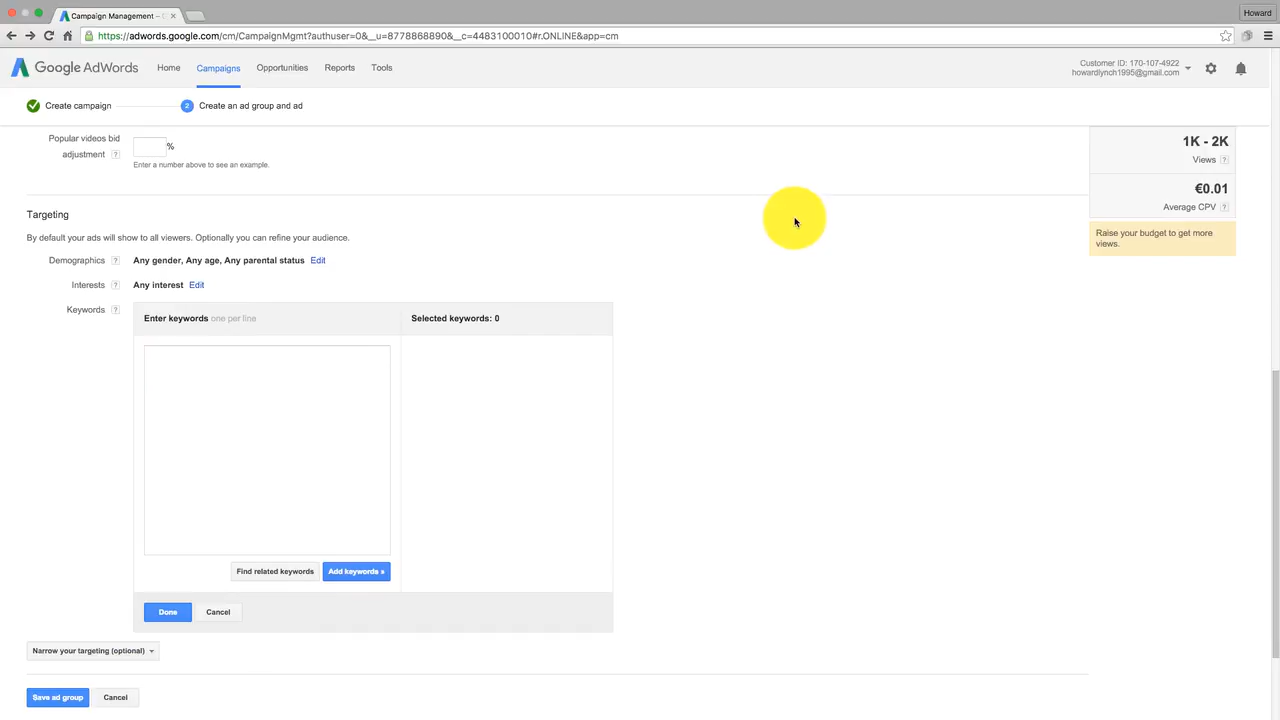 Campaign Management –
Howard
https://adwords.google.com/cm/CampaignMgmt?authuser=0&__u=8778868890&__c=4483100010#r.ONLINE&app=cm
Google AdWords
Home
Campaigns
Opportunities
Reports
Tools
Customer ID: 170-107-4922
howardlynch1995@gmail.com
Create campaign
2
Create an ad group and ad
Popular videos bid
adjustment ?
%
Enter a number above to see an example.
1K - 2K
Views ?
€0.01
Average CPV ?
Raise your budget to get more
views.
Targeting
By default your ads will show to all viewers. Optionally you can refine your audience.
Demographics ? Any gender, Any age, Any parental status Edit
Interests ? Any interest Edit
Keywords ?
Enter keywords one per line
Selected keywords: 0
Find related keywords
Add keywords »
Done
Cancel
Narrow your targeting (optional)
Save ad group
Cancel